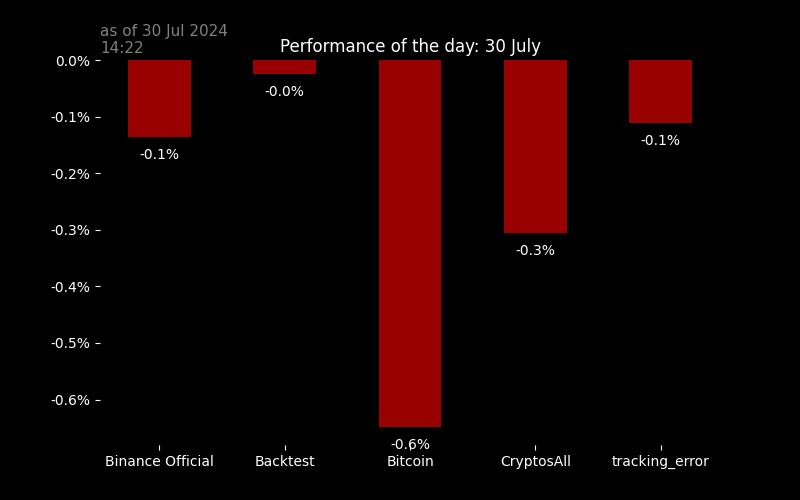 as of 30 Jul 2024
14:22
Performance of the day: 30 July
0.0%
-0.1%
-0.2%
-0.3%
-0.4%
-0.5%
-0.6%
-0.1%
-0.0%
-0.6%
-0.3%
-0.1%
Binance Official
Backtest
Bitcoin
CryptosAll
tracking_error